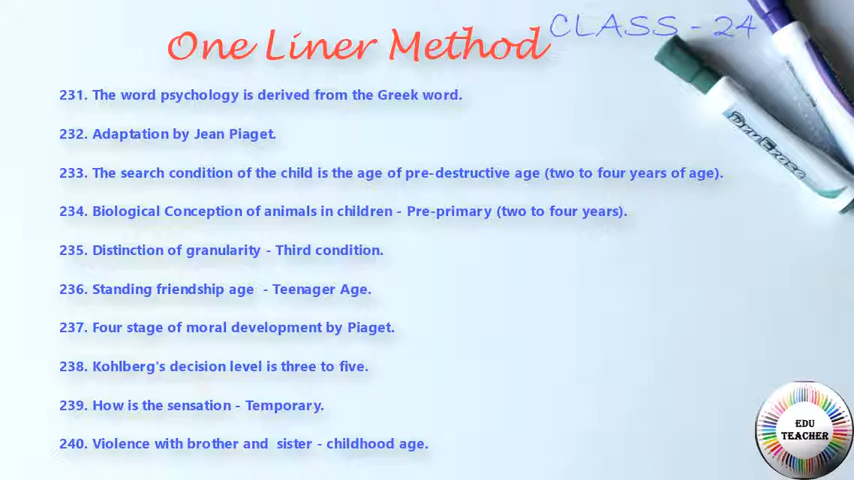 One Liner Method
CLASS - 24
231. The word psychology is derived from the Greek word.
232. Adaptation by Jean Piaget.
233. The search condition of the child is the age of pre-destructive age (two to four years of age).
234. Biological Conception of animals in children - Pre-primary (two to four years).
235. Distinction of granularity - Third condition.
236. Standing friendship age - Teenager Age.
237. Four stage of moral development by Piaget.
238. Kohlberg's decision level is three to five.
239. How is the sensation - Temporary.
240. Violence with brother and sister - childhood age.
DryErase
EDU
TEACHER